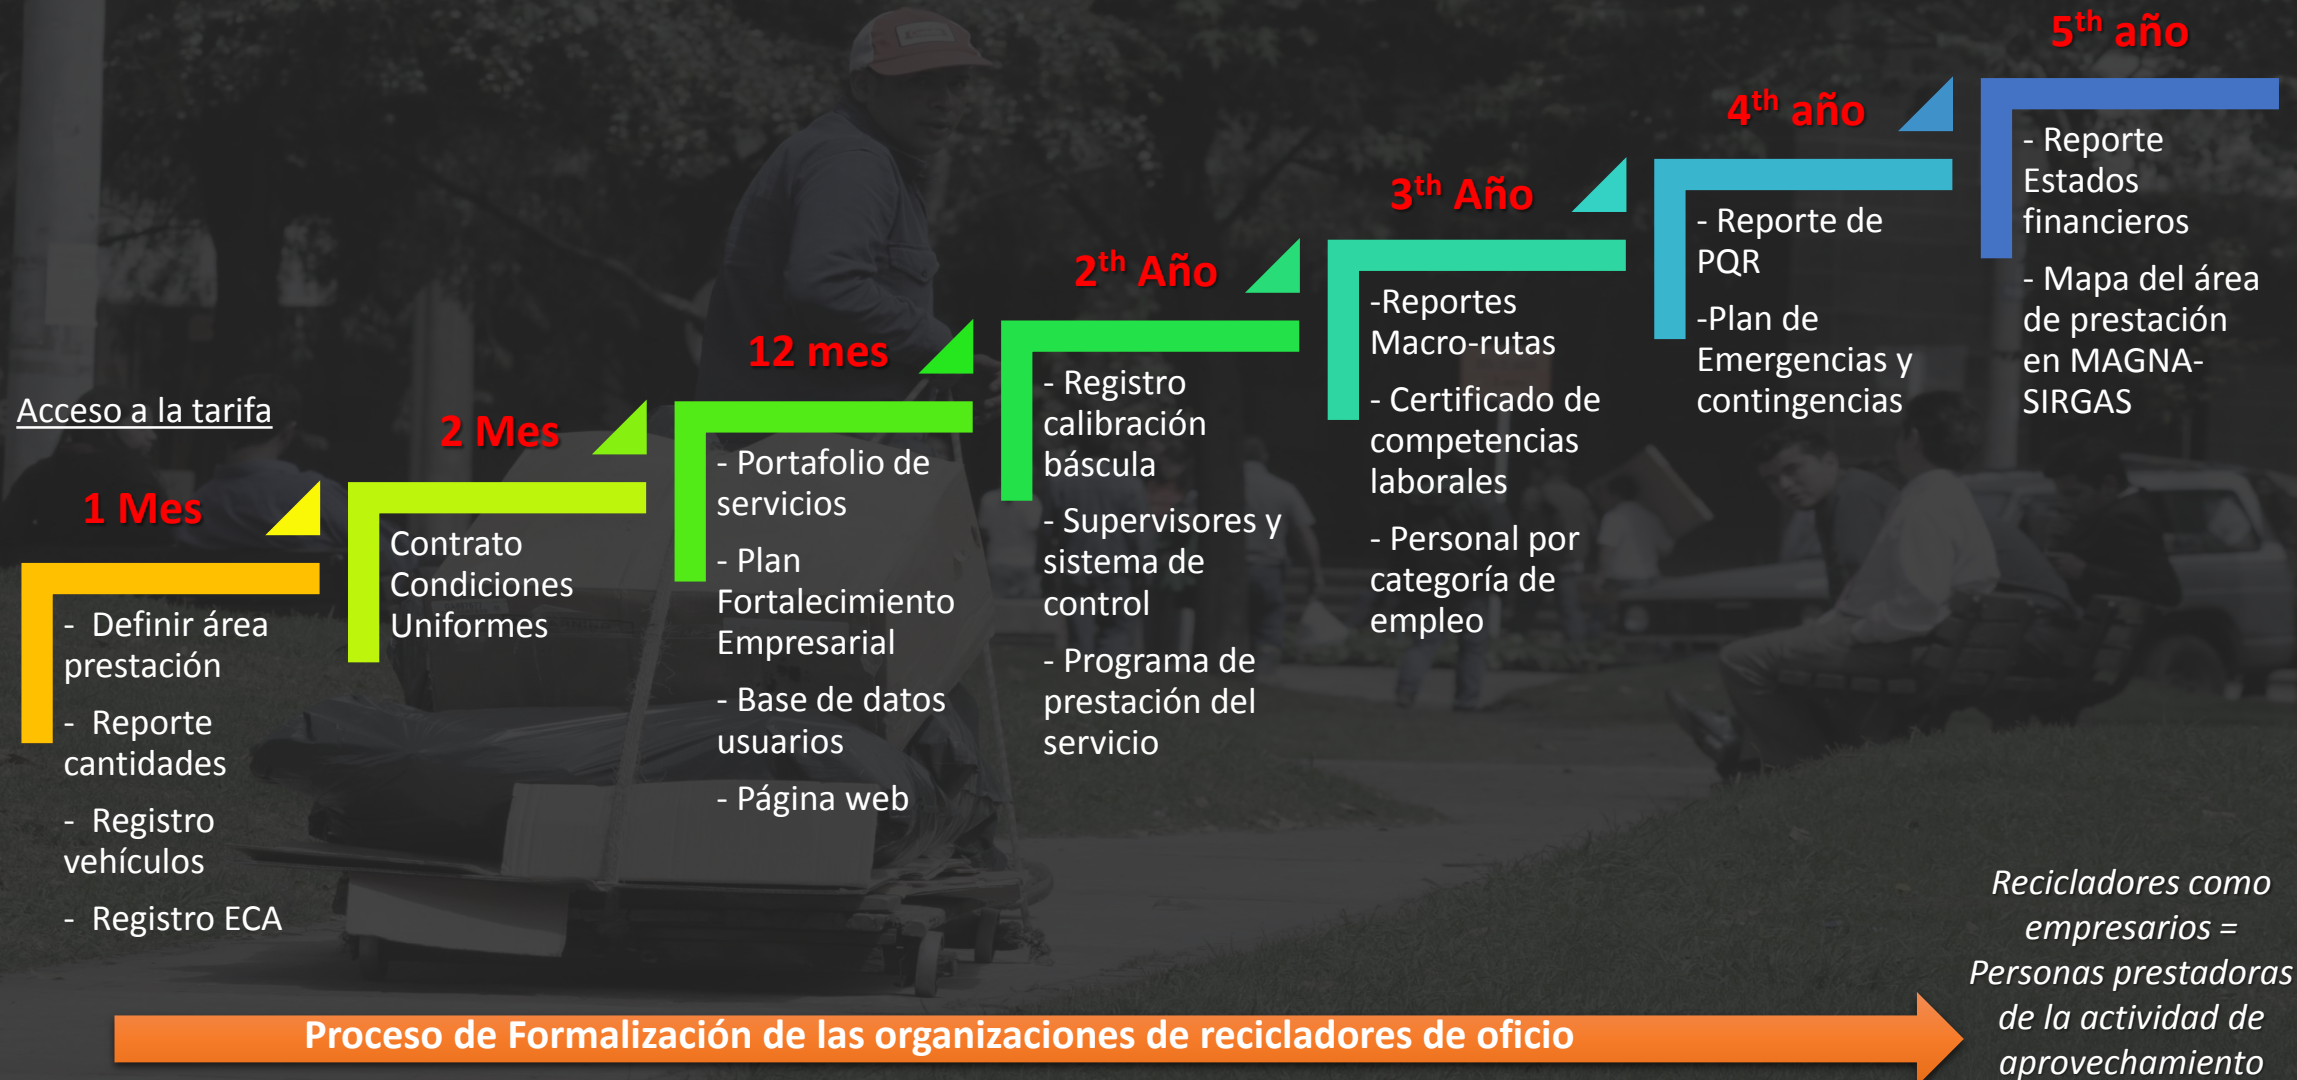 Acceso a la tarifa
1 Mes
- Definir área
prestación
- Reporte
cantidades
- Registro
vehículos
- Registro ECA
2 Mes
Contrato
Condiciones
Uniformes
12 mes
- Portafolio de
servicios
- Plan
Fortalecimiento
Empresarial
- Base de datos
usuarios
- Página web
2th Año
- Registro
calibración
báscula
- Supervisores y
sistema de
control
- Programa de
prestación del
servicio
3th Año
-Reportes
Macro-rutas
- Certificado de
competencias
laborales
- Personal por
categoría de
empleo
4th año
- Reporte de
PQR
-Plan de
Emergencias y
contingencias
5th año
- Reporte
Estados
financieros
- Mapa del área
de prestación
en MAGNA-
SIRGAS
Proceso de Formalización de las organizaciones de recicladores de oficio
Recicladores como
empresarios =
Personas prestadoras
de la actividad de
aprovechamiento